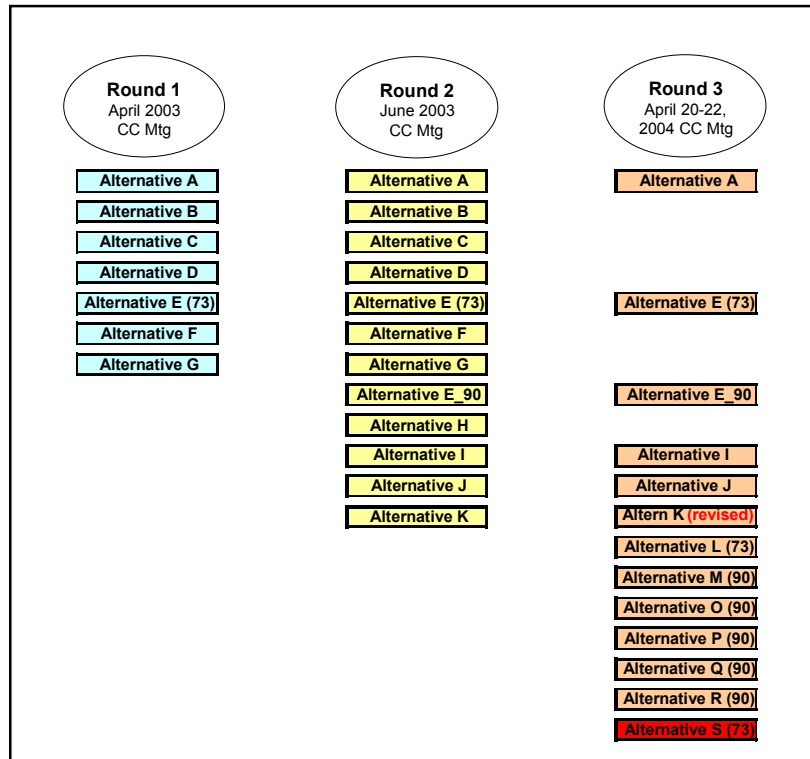 Round 1
April 2003
CC Mtg
Alternative A
Alternative B
Alternative C
Alternative D
Alternative E (73)
Alternative F
Alternative G
Round 2
June 2003
CC Mtg
Alternative A
Alternative B
Alternative C
Alternative D
Alternative E (73)
Alternative F
Alternative G
Alternative E_90
Alternative H
Alternative I
Alternative J
Alternative K
Round 3
April 20-22,
2004 CC Mtg
Alternative A
Alternative E (73)
Alternative E_90
Alternative I
Alternative J
Altern K (revised)
Alternative L (73)
Alternative M (90)
Alternative O (90)
Alternative P (90)
Alternative Q (90)
Alternative R (90)
Alternative S (73)